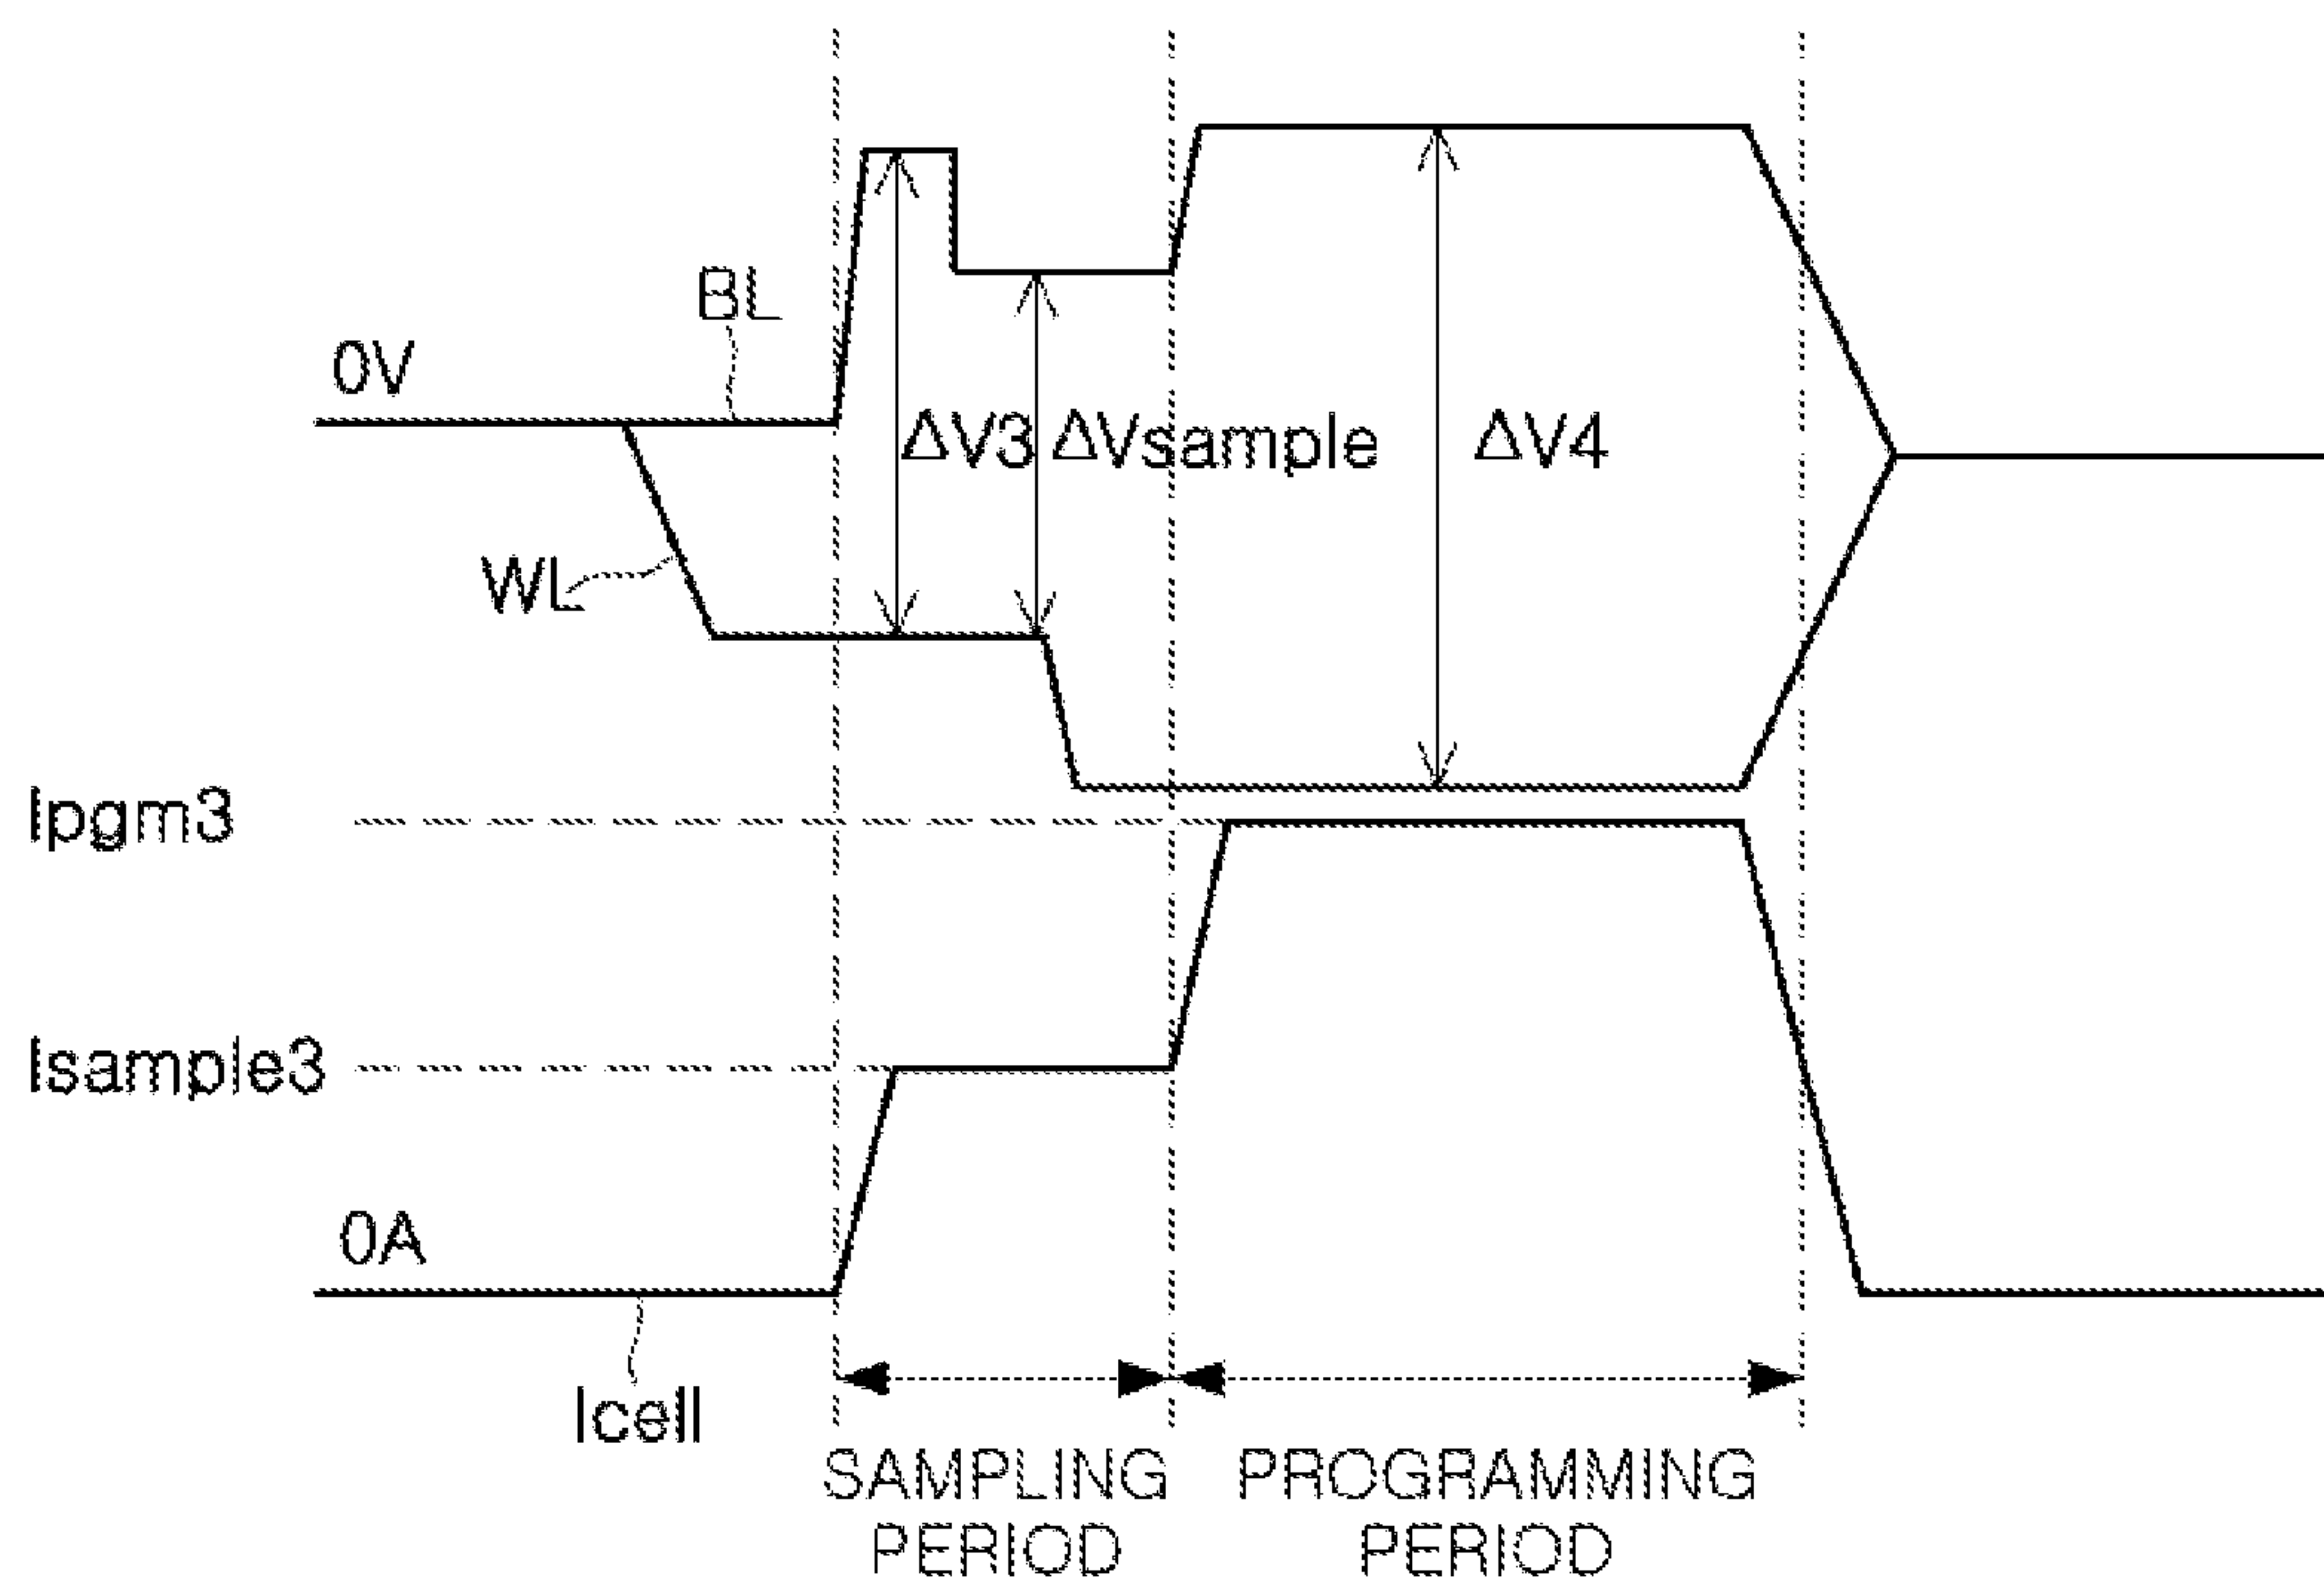 BL
0V
ΔV3 ΔVsample ΔV4
WL
Ipgm3
Isample3
0A
Icell
SAMPLING PERIOD
PROGRAMMING PERIOD